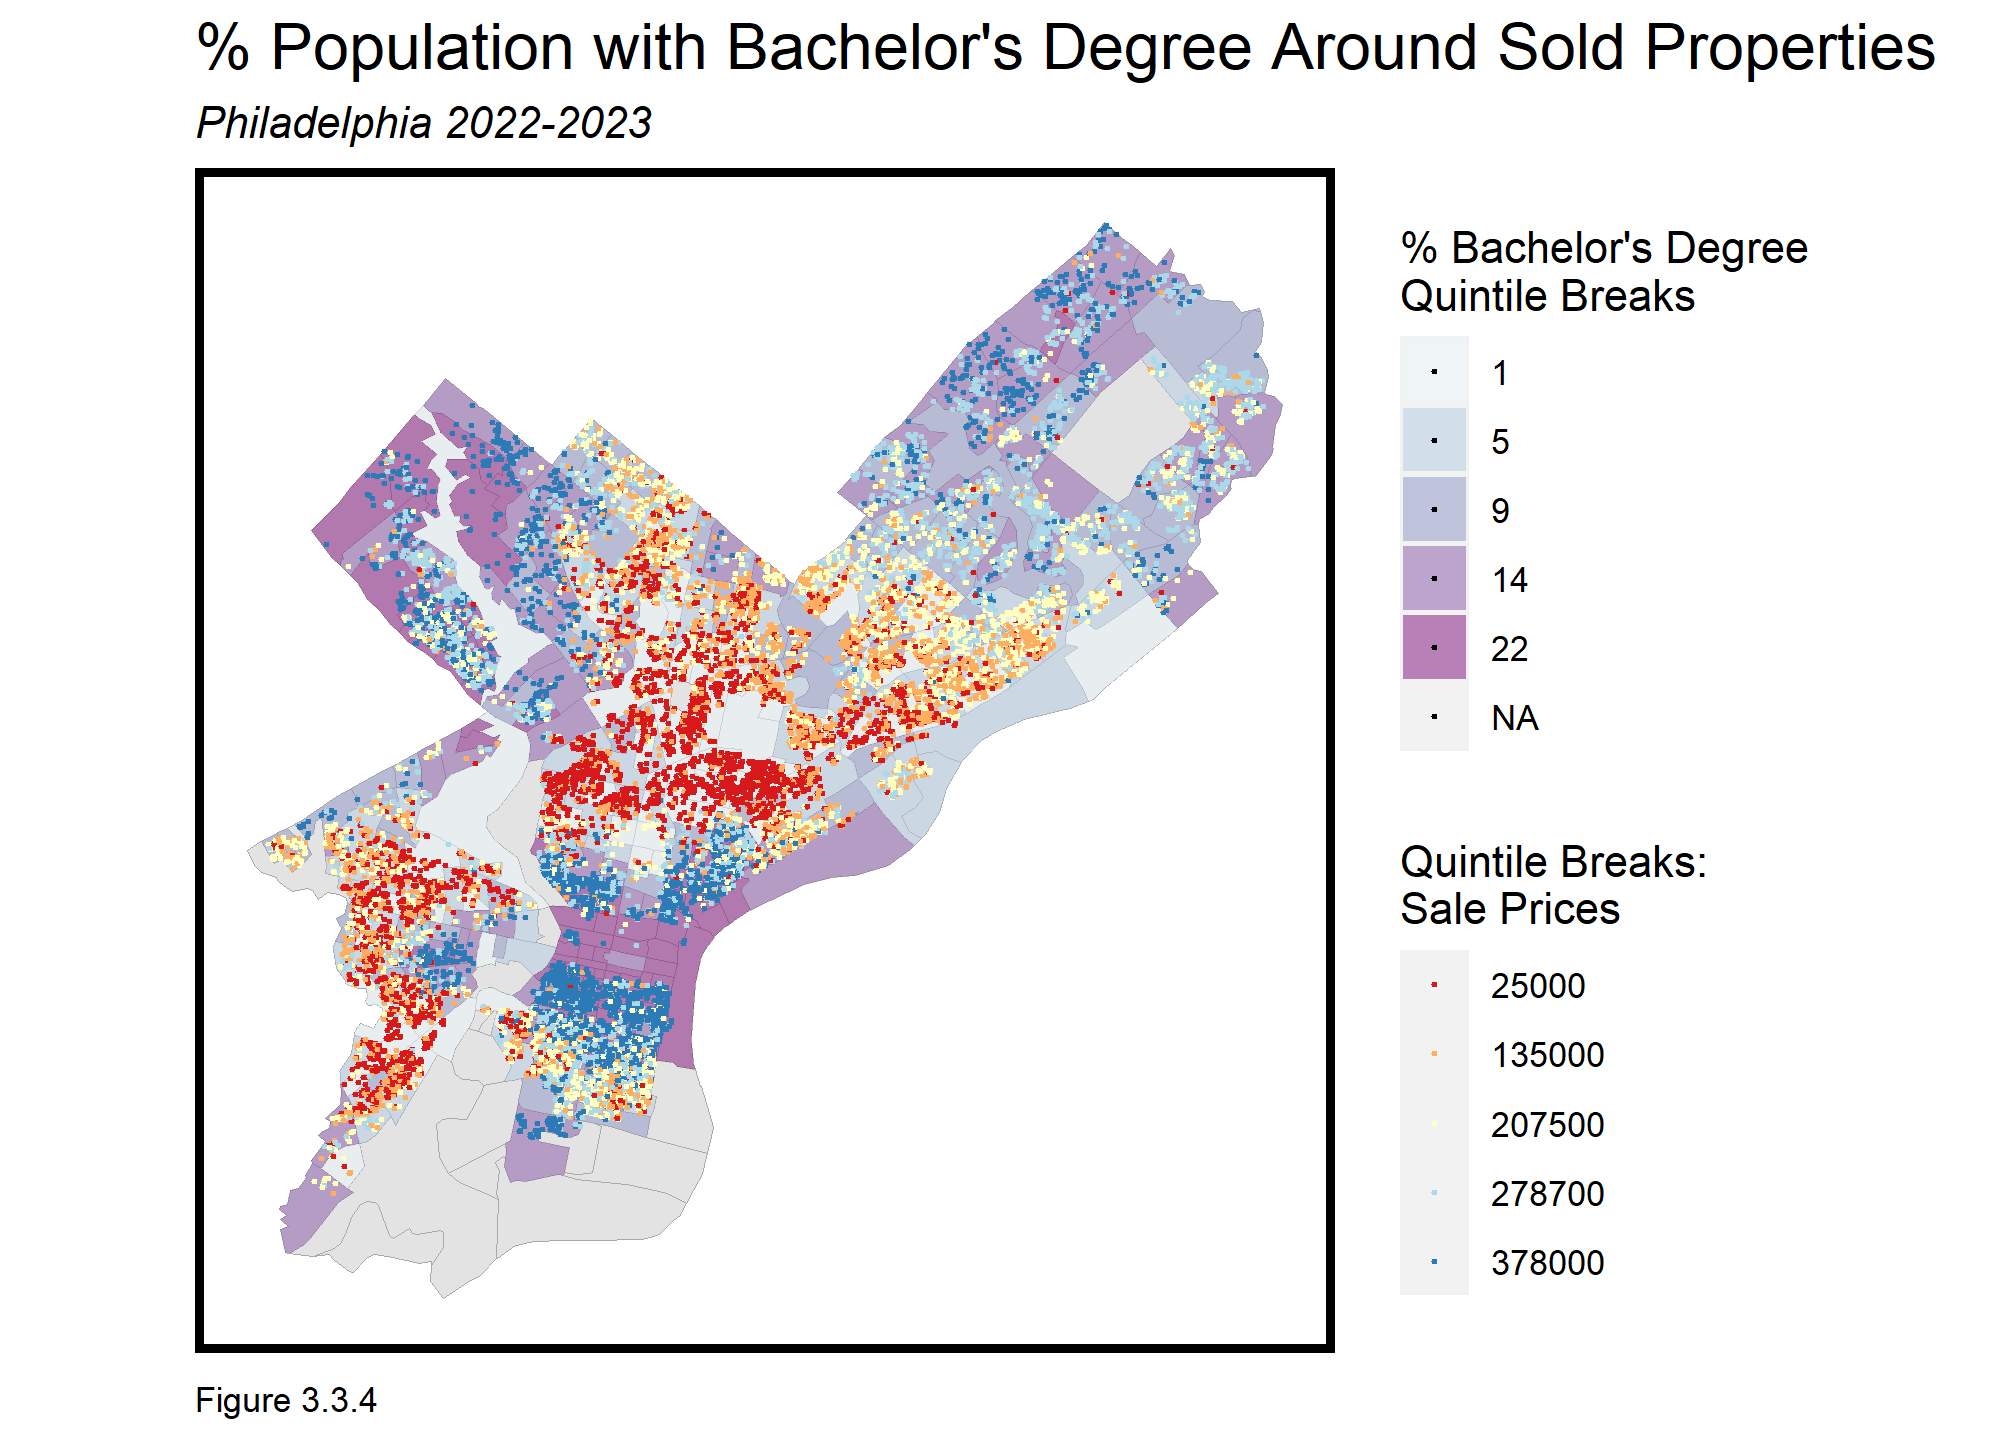 % Population with Bachelor's Degree Around Sold Properties
Philadelphia 2022-2023
% Bachelor's Degree
Quintile Breaks
1
5
9
14
22
NA
Quintile Breaks:
Sale Prices
25000
135000
207500
278700
378000
Figure 3.3.4